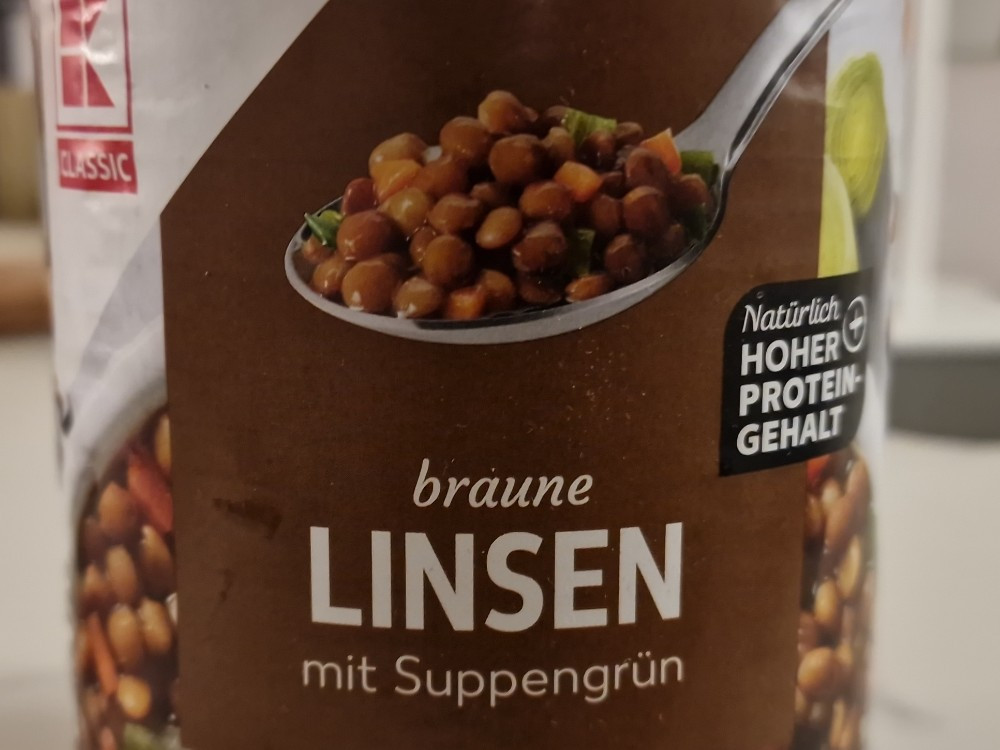 K
CLASSIC
Natürlich
HOHER
PROTEIN-
GEHALT
braune
LINSEN
mit Suppengrün